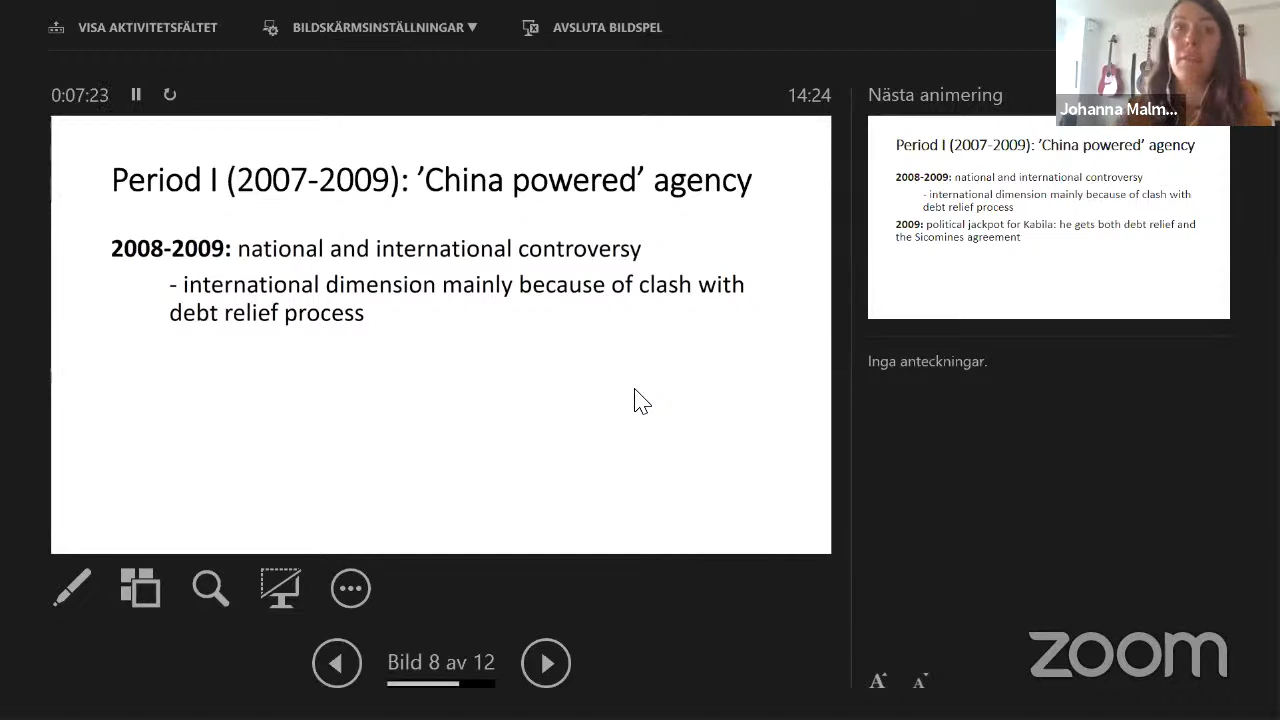 VISA AKTIVITETSFÄLTET
BILDSKÄRMSINSTÄLLNINGAR ▼
AVSLUTA BILDSPEL
0:07:23
14:24
Nästa animering
Johanna Malm...
Period I (2007-2009): ’China powered’ agency
2008-2009: national and international controversy
- international dimension mainly because of clash with
debt relief process
Period I (2007-2009): ’China powered’ agency
2008-2009: national and international controversy
- international dimension mainly because of clash with
debt relief process
2009: political jackpot for Kabila: he gets both debt relief and
the Sicomines agreement
Inga anteckningar.
Bild 8 av 12
A A
zoom